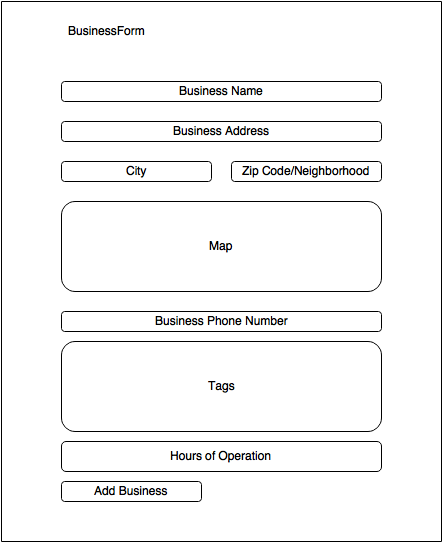 BusinessForm
Business Name
Business Address
City
Zip Code/Neighborhood
Map
Business Phone Number
Tags
Hours of Operation
Add Business